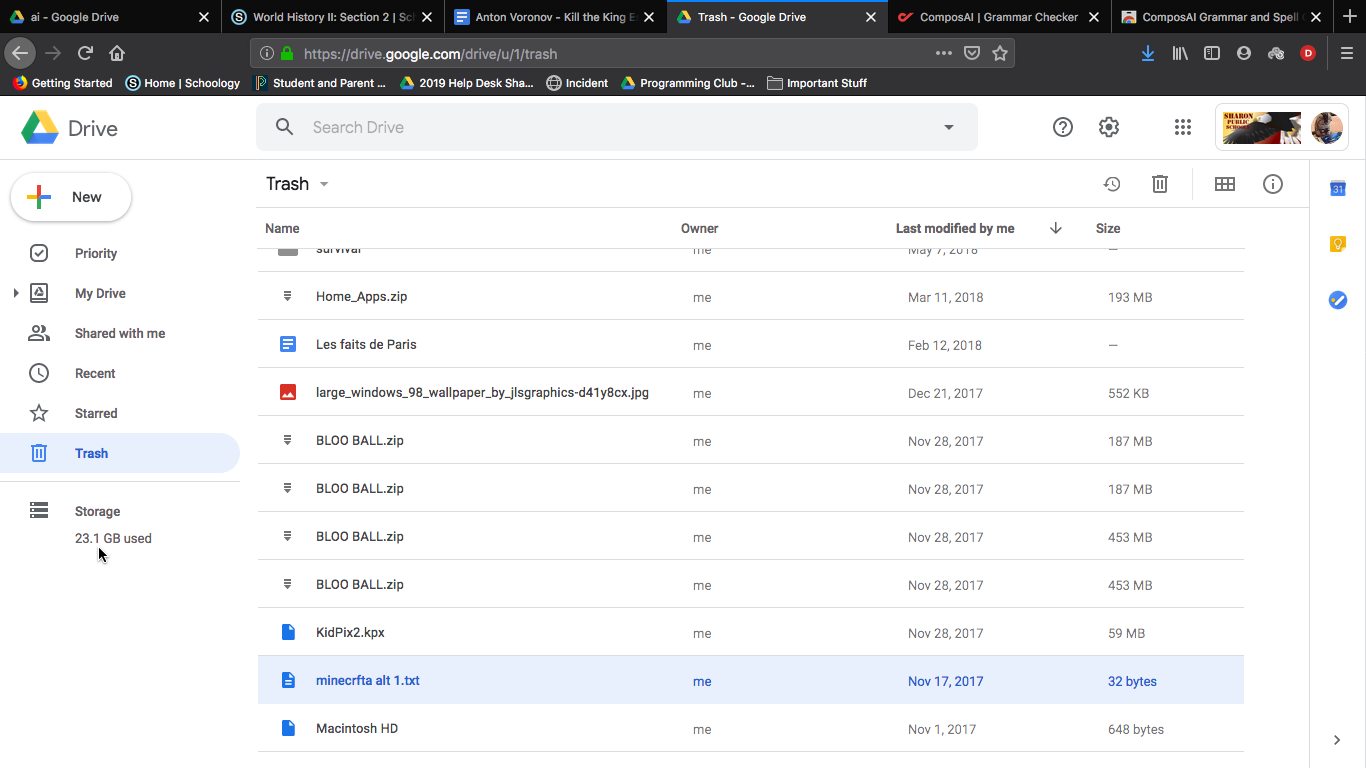 ai - Google Drive
World History II: Section 2 | Sch
Anton Voronov - Kill the King E
Trash - Google Drive
ComposAI | Grammar Checker
ComposAI Grammar and Spell C
https://drive.google.com/drive/u/1/trash
D
Getting Started
S Home | Schoology
Student and Parent ...
2019 Help Desk Sha...
Incident
Programming Club -...
Important Stuff
Drive
Search Drive
SHARON
PUBLIC
SCHOOLS
New
Trash
Name Owner Last modified by me Size
Priority
My Drive
Shared with me
Recent
Starred
Trash
Storage
23.1 GB used
survival me May 7, 2018 —
Home_Apps.zip me Mar 11, 2018 193 MB
Les faits de Paris me Feb 12, 2018 —
large_windows_98_wallpaper_by_jlsgraphics-d41y8cx.jpg me Dec 21, 2017 552 KB
BLOO BALL.zip me Nov 28, 2017 187 MB
BLOO BALL.zip me Nov 28, 2017 187 MB
BLOO BALL.zip me Nov 28, 2017 453 MB
BLOO BALL.zip me Nov 28, 2017 453 MB
KidPix2.kpx me Nov 28, 2017 59 MB
minecrfta alt 1.txt me Nov 17, 2017 32 bytes
Macintosh HD me Nov 1, 2017 648 bytes
31